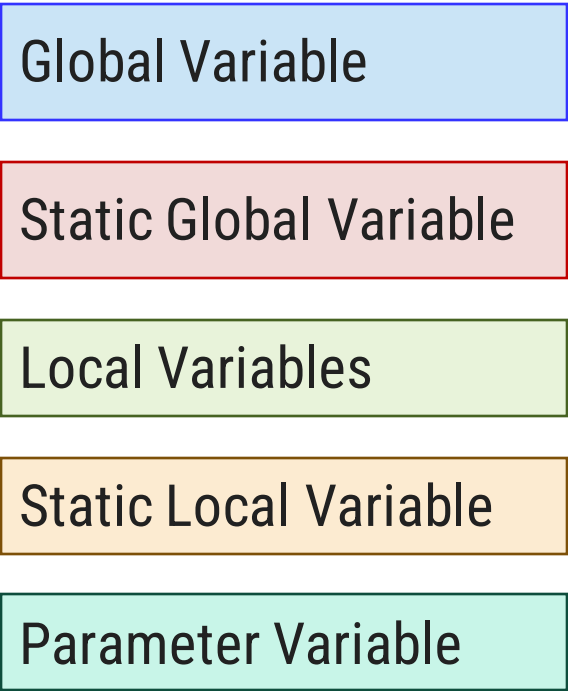 Global Variable
Static Global Variable
Local Variables
Static Local Variable
Parameter Variable